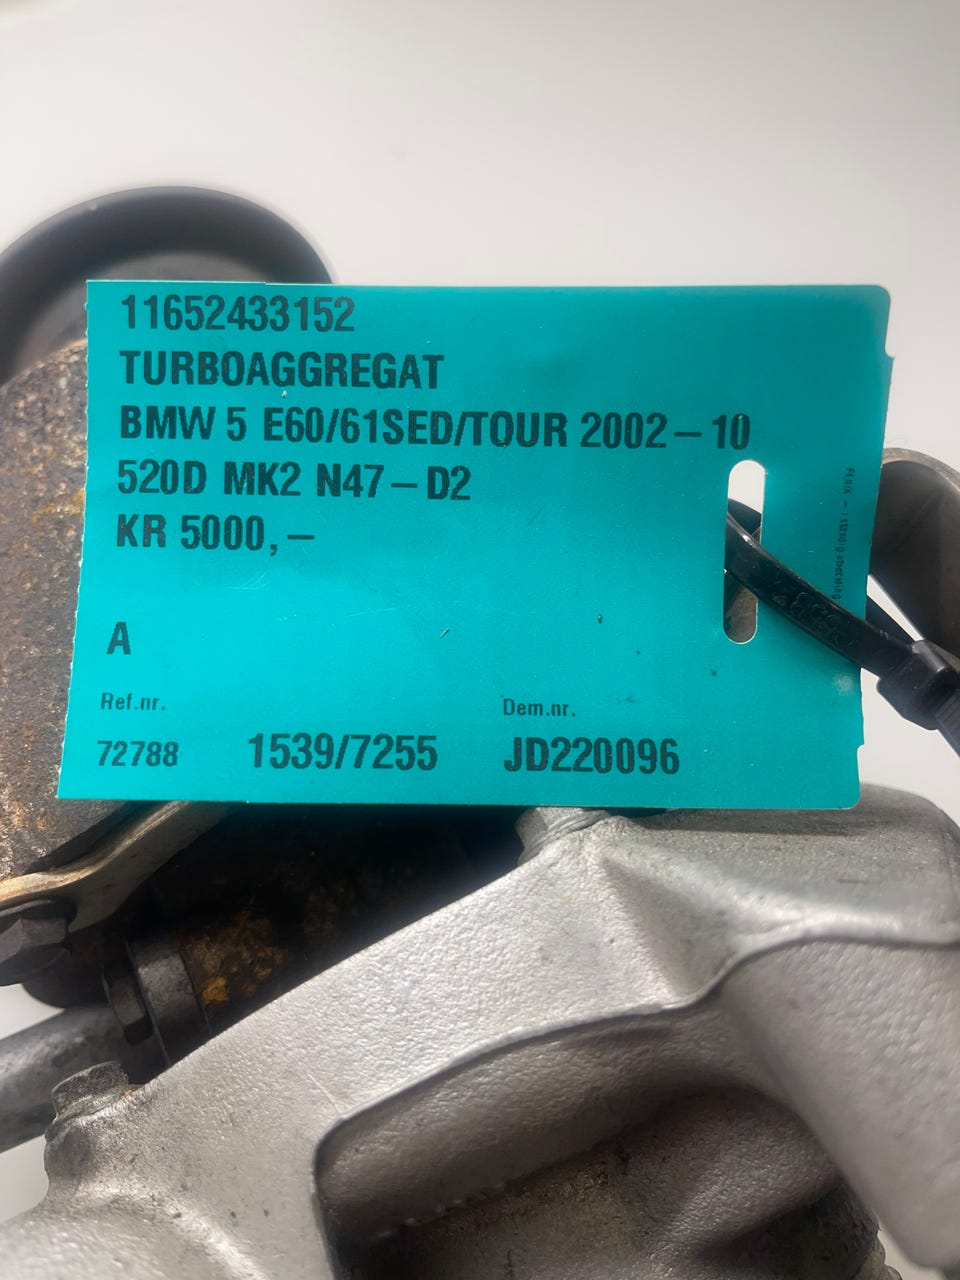 11652433152
TURBOAGGREGAT
BMW 5 E60/61SED/TOUR 2002-10
520D MK2 N47-D2
KR 5000,-
A
Ref.nr.
Dem.nr.
72788 1539/7255 JD220096
FENIX -